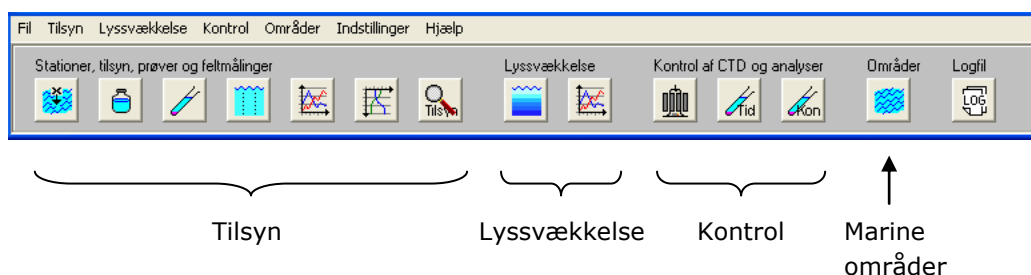 Fil Tilsyn Lyssvækkelse Kontrol Områder Indstillinger Hjælp
Stationer, tilsyn, prøver og feltmålinger Lyssvækkelse Kontrol af CTD og analyser Områder Logfil
Tilsyn Tid Kon LOG
Tilsyn Lyssvækkelse Kontrol Marine
områder